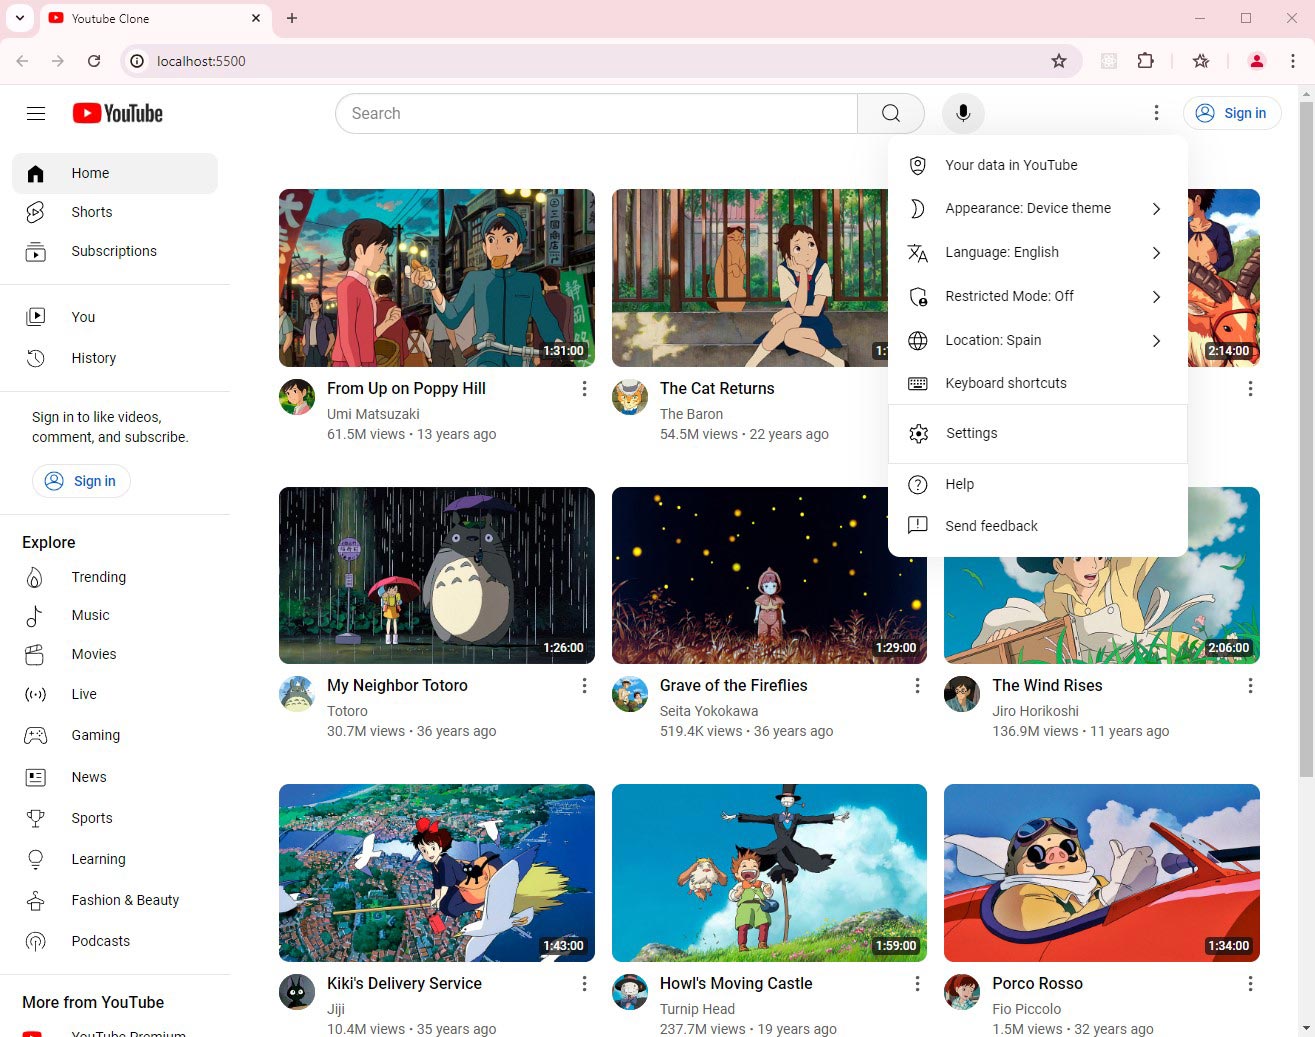 Youtube Clone
localhost:5500
YouTube
Search
Sign in
Home
Shorts
Subscriptions
You
History
Sign in to like videos,
comment, and subscribe.
Sign in
Explore
Trending
Music
Movies
Live
Gaming
News
Sports
Learning
Fashion & Beauty
Podcasts
More from YouTube
YouTube Premium
Your data in YouTube
Appearance: Device theme
Language: English
Restricted Mode: Off
Location: Spain
Keyboard shortcuts
Settings
Help
Send feedback
1:31:00
From Up on Poppy Hill
Umi Matsuzaki
61.5M views • 13 years ago
The Cat Returns
The Baron
54.5M views • 22 years ago
2:14:00
1:26:00
My Neighbor Totoro
Totoro
30.7M views • 36 years ago
1:29:00
Grave of the Fireflies
Seita Yokokawa
519.4K views • 36 years ago
2:06:00
The Wind Rises
Jiro Horikoshi
136.9M views • 11 years ago
1:43:00
Kiki's Delivery Service
Jiji
10.4M views • 35 years ago
1:59:00
Howl's Moving Castle
Turnip Head
237.7M views • 19 years ago
1:34:00
Porco Rosso
Fio Piccolo
1.5M views • 32 years ago